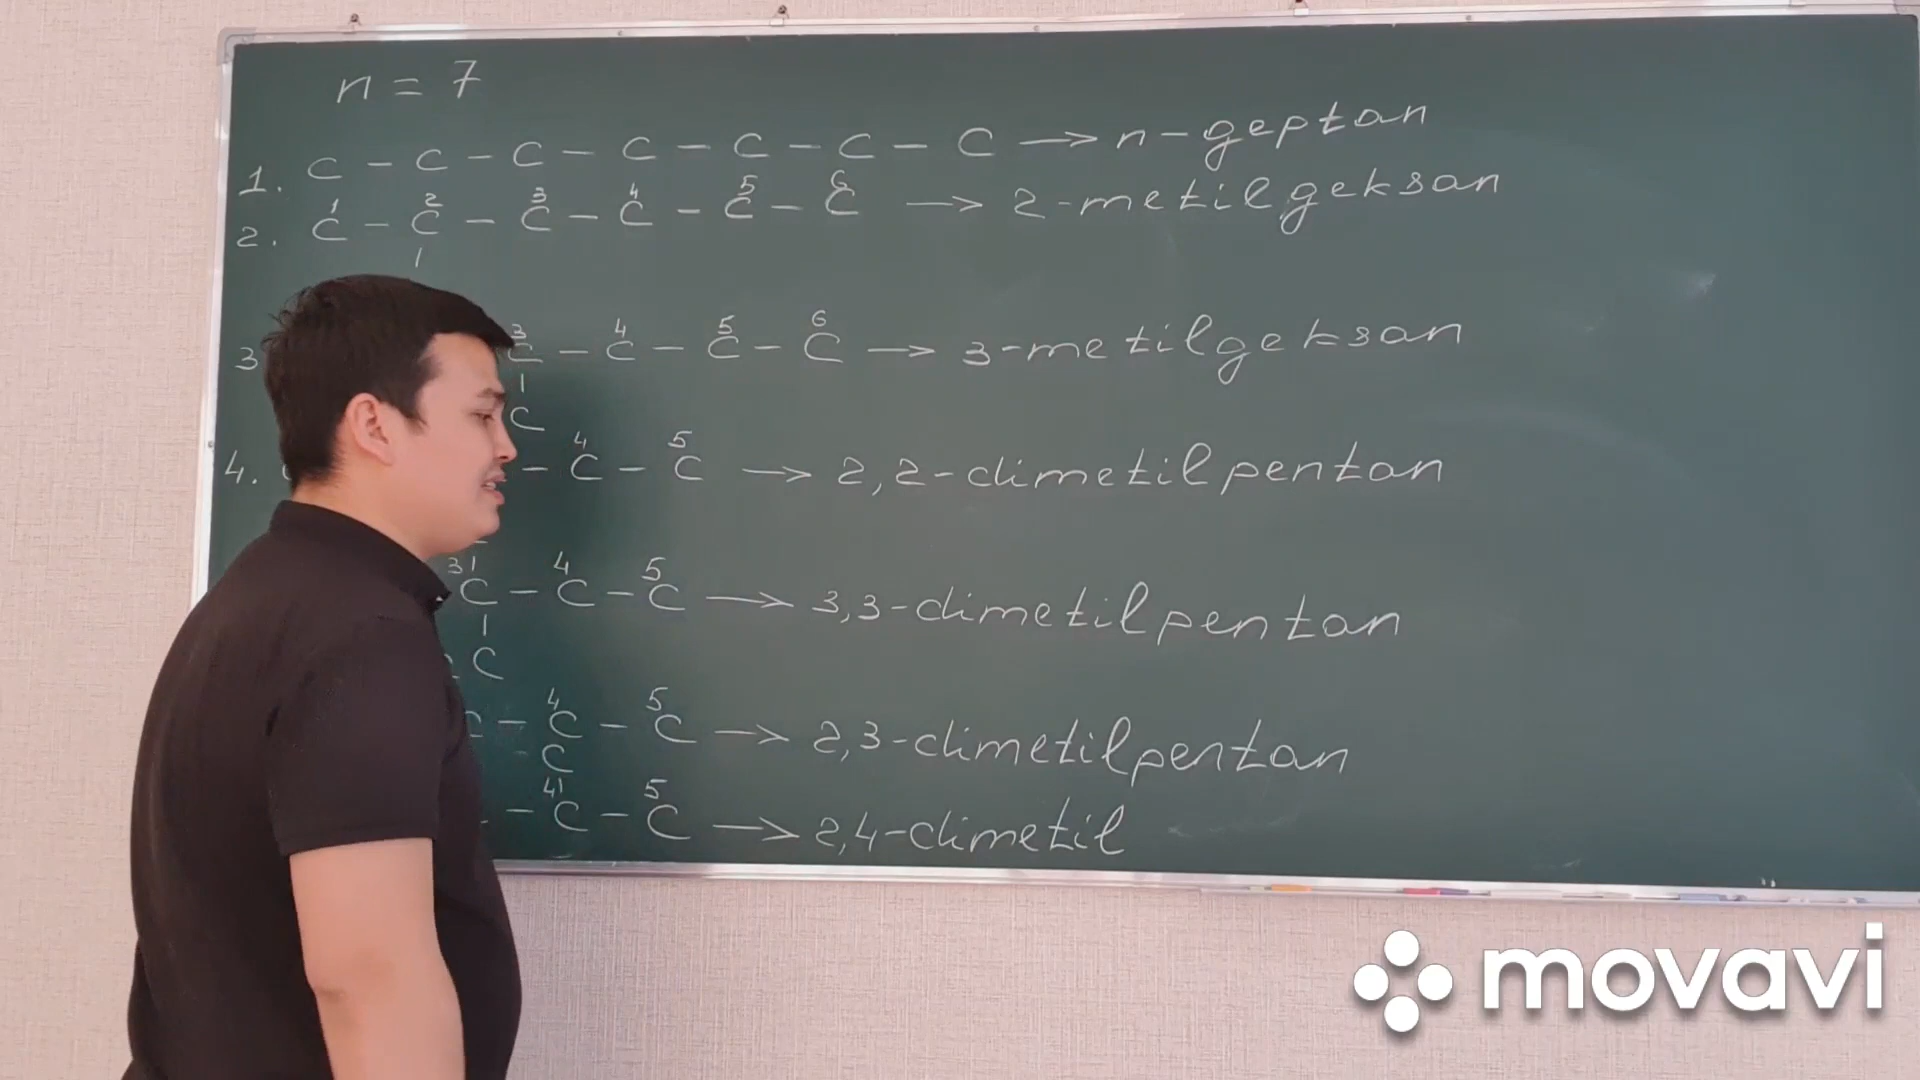 n = 7
1. C - C - C - C - C - C - C → n-geptan
1 2 3 4 5 6
2. C - C - C - C - C - C → 2-metilgeksan
3 4 5 6
3 C - C - C - C → 3-metilgeksan
C
4 5
4. - C - C → 2,2-dimetilpentan
3 4 5
C - C - C → 3,3-dimetilpentan
C
4 5
- C - C → 2,3-dimetilpentan
- C
4 5
- C - C → 2,4-dimetil
movavi